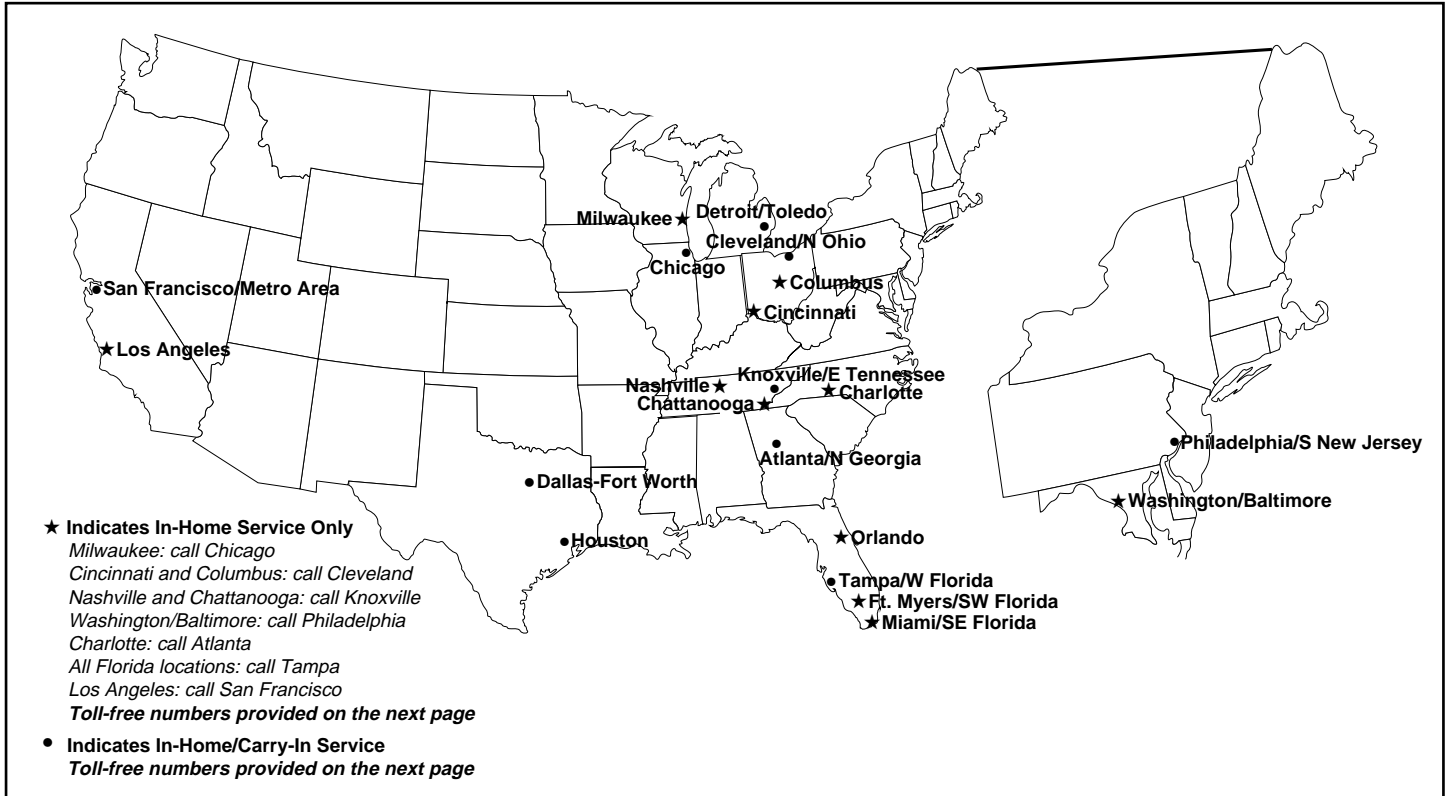 Milwaukee
Detroit/Toledo
Cleveland/N Ohio
Chicago
Columbus
San Francisco/Metro Area
Cincinnati
Los Angeles
Knoxville/E Tennessee
Nashville
Charlotte
Chattanooga
Philadelphia/S New Jersey
Atlanta/N Georgia
Dallas-Fort Worth
Washington/Baltimore
Orlando
Houston
Tampa/W Florida
Ft. Myers/SW Florida
Miami/SE Florida
★ Indicates In-Home Service Only
Milwaukee: call Chicago
Cincinnati and Columbus: call Cleveland
Nashville and Chattanooga: call Knoxville
Washington/Baltimore: call Philadelphia
Charlotte: call Atlanta
All Florida locations: call Tampa
Los Angeles: call San Francisco
Toll-free numbers provided on the next page
• Indicates In-Home/Carry-In Service
Toll-free numbers provided on the next page